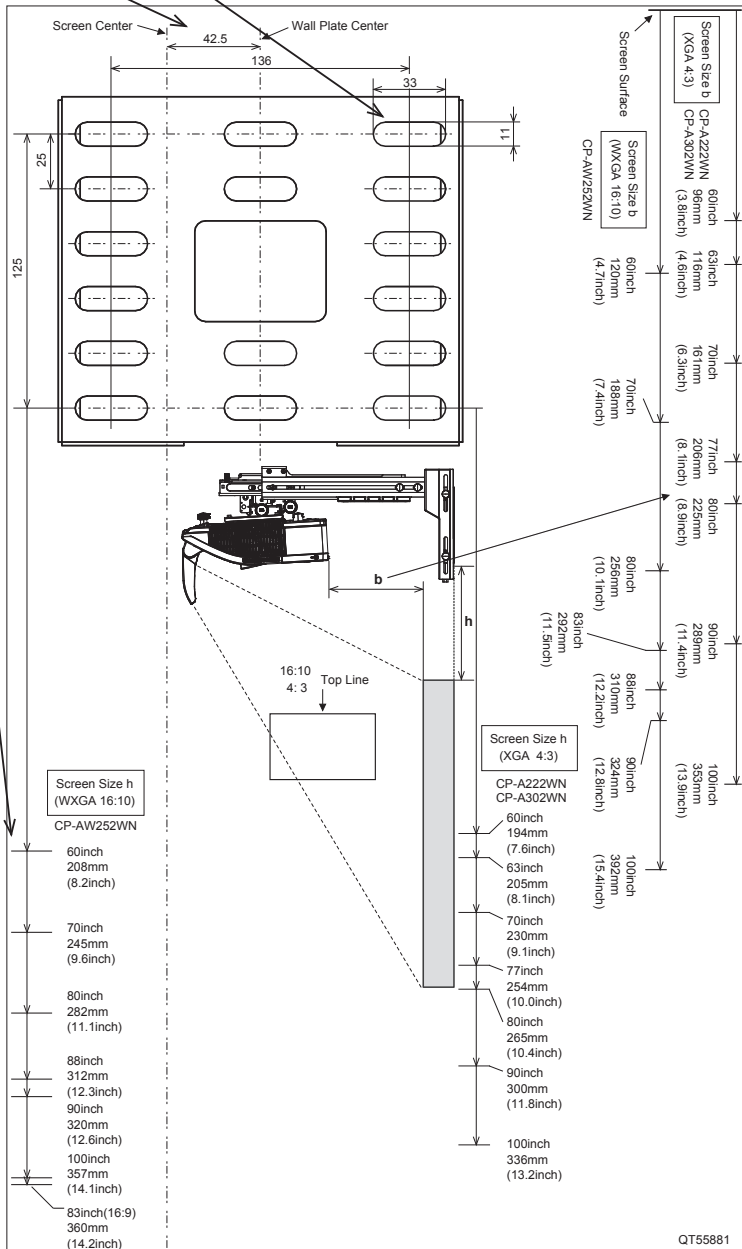 Screen Center
Wall Plate Center
42.5
136
33
11
25
125
Screen Surface
Screen Size b
(XGA 4:3)
CP-A222WN
CP-A302WN
60inch
96mm
(3.8inch)
63inch
116mm
(4.6inch)
70inch
161mm
(6.3inch)
77inch
206mm
(8.1inch)
80inch
225mm
(8.9inch)
90inch
289mm
(11.4inch)
100inch
353mm
(13.9inch)
Screen Size b
(WXGA 16:10)
CP-AW252WN
60inch
120mm
(4.7inch)
70inch
188mm
(7.4inch)
80inch
256mm
(10.1inch)
83inch
292mm
(11.5inch)
88inch
310mm
(12.2inch)
90inch
324mm
(12.8inch)
100inch
392mm
(15.4inch)
b
h
16:10
4: 3
Top Line
Screen Size h
(WXGA 16:10)
CP-AW252WN
60inch
208mm
(8.2inch)
70inch
245mm
(9.6inch)
80inch
282mm
(11.1inch)
88inch
312mm
(12.3inch)
90inch
320mm
(12.6inch)
100inch
357mm
(14.1inch)
83inch(16:9)
360mm
(14.2inch)
Screen Size h
(XGA 4:3)
CP-A222WN
CP-A302WN
60inch
194mm
(7.6inch)
63inch
205mm
(8.1inch)
70inch
230mm
(9.1inch)
77inch
254mm
(10.0inch)
80inch
265mm
(10.4inch)
90inch
300mm
(11.8inch)
100inch
336mm
(13.2inch)
QT55881